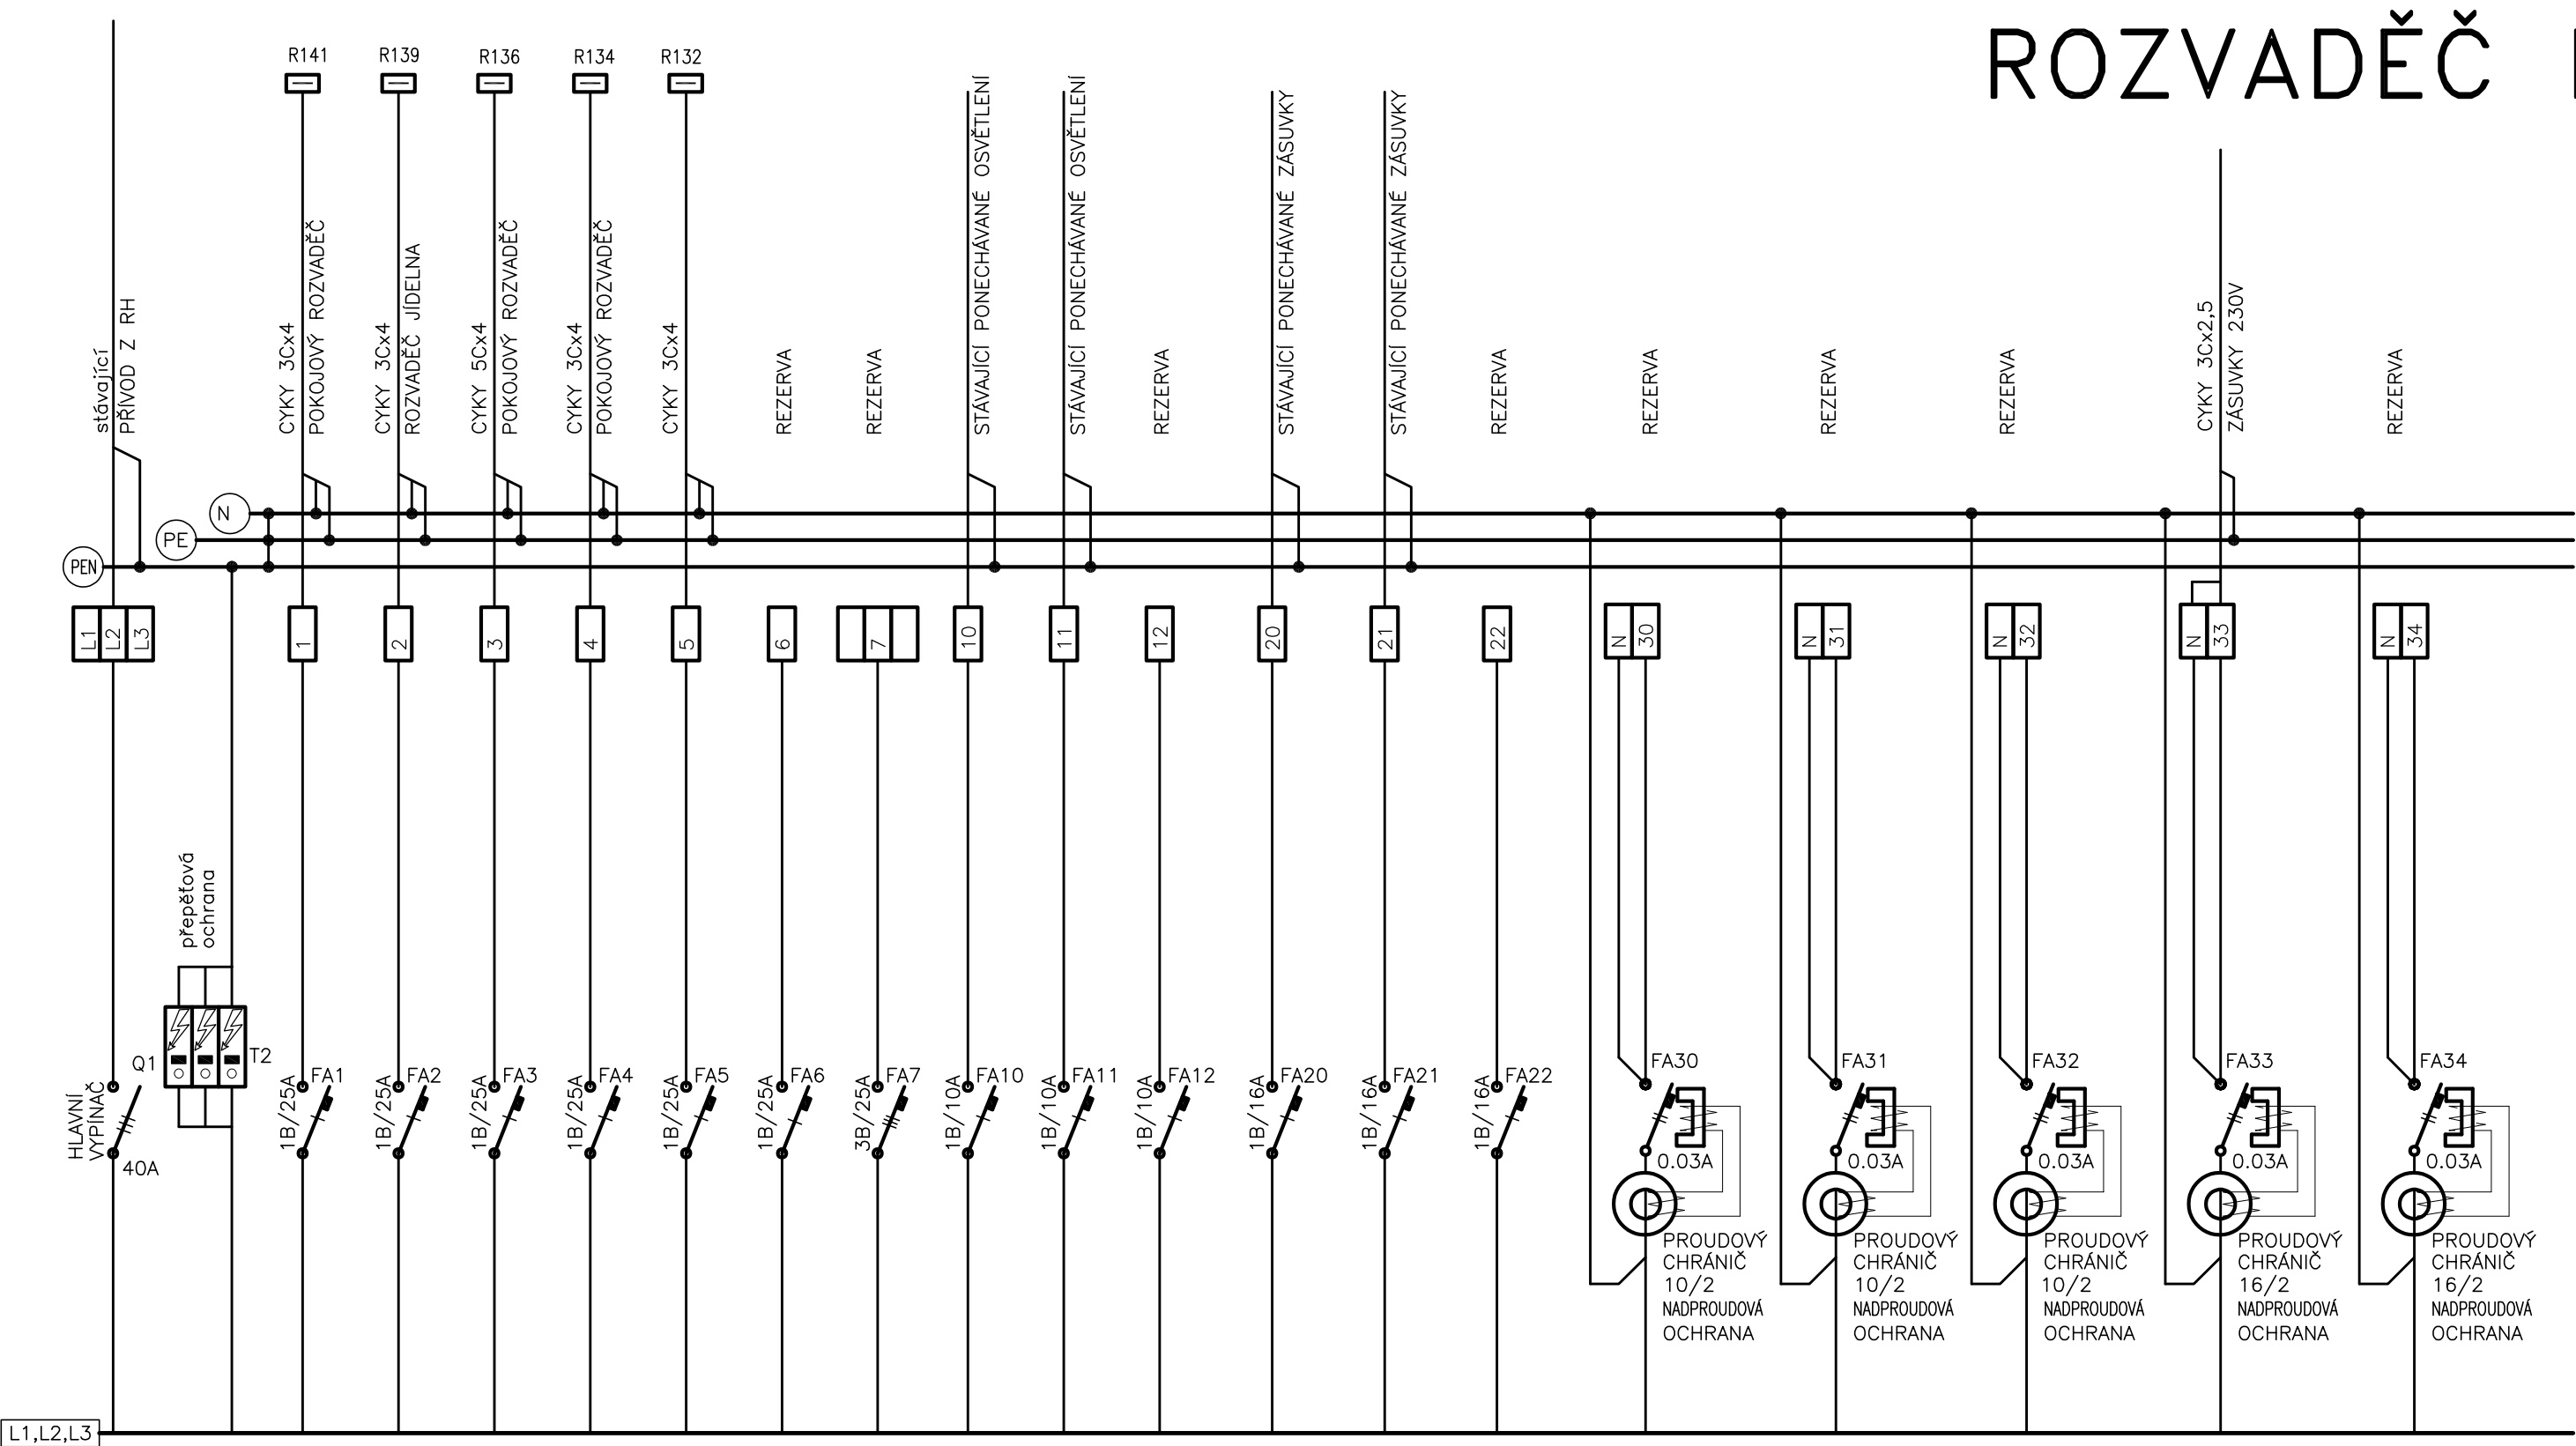 ROZVADĚČ
R141
R139
R136
R134
R132
stávající
PŘÍVOD Z RH
CYKY 3Cx4
POKOJOVÝ ROZVADĚČ
CYKY 3Cx4
ROZVADĚČ JÍDELNA
CYKY 5Cx4
POKOJOVÝ ROZVADĚČ
CYKY 3Cx4
POKOJOVÝ ROZVADĚČ
CYKY 3Cx4
REZERVA
REZERVA
STÁVAJÍCÍ PONECHÁVANÉ OSVĚTLENÍ
STÁVAJÍCÍ PONECHÁVANÉ OSVĚTLENÍ
REZERVA
STÁVAJÍCÍ PONECHÁVANÉ ZÁSUVKY
STÁVAJÍCÍ PONECHÁVANÉ ZÁSUVKY
REZERVA
REZERVA
REZERVA
REZERVA
CYKY 3Cx2,5
ZÁSUVKY 230V
REZERVA
N
PE
PEN
L1
L2
L3
1
2
3
4
5
6
7
10
11
12
20
21
22
N
30
N
31
N
32
N
33
N
34
přepěťová
ochrana
HLAVNÍ
VYPÍNAČ
Q1
40A
T2
1B/25A
FA1
1B/25A
FA2
1B/25A
FA3
1B/25A
FA4
1B/25A
FA5
1B/25A
FA6
3B/25A
FA7
1B/10A
FA10
1B/10A
FA11
1B/10A
FA12
1B/16A
FA20
1B/16A
FA21
1B/16A
FA22
FA30
0.03A
PROUDOVÝ
CHRÁNIČ
10/2
NADPROUDOVÁ
OCHRANA
FA31
0.03A
PROUDOVÝ
CHRÁNIČ
10/2
NADPROUDOVÁ
OCHRANA
FA32
0.03A
PROUDOVÝ
CHRÁNIČ
10/2
NADPROUDOVÁ
OCHRANA
FA33
0.03A
PROUDOVÝ
CHRÁNIČ
16/2
NADPROUDOVÁ
OCHRANA
FA34
0.03A
PROUDOVÝ
CHRÁNIČ
16/2
NADPROUDOVÁ
OCHRANA
L1,L2,L3